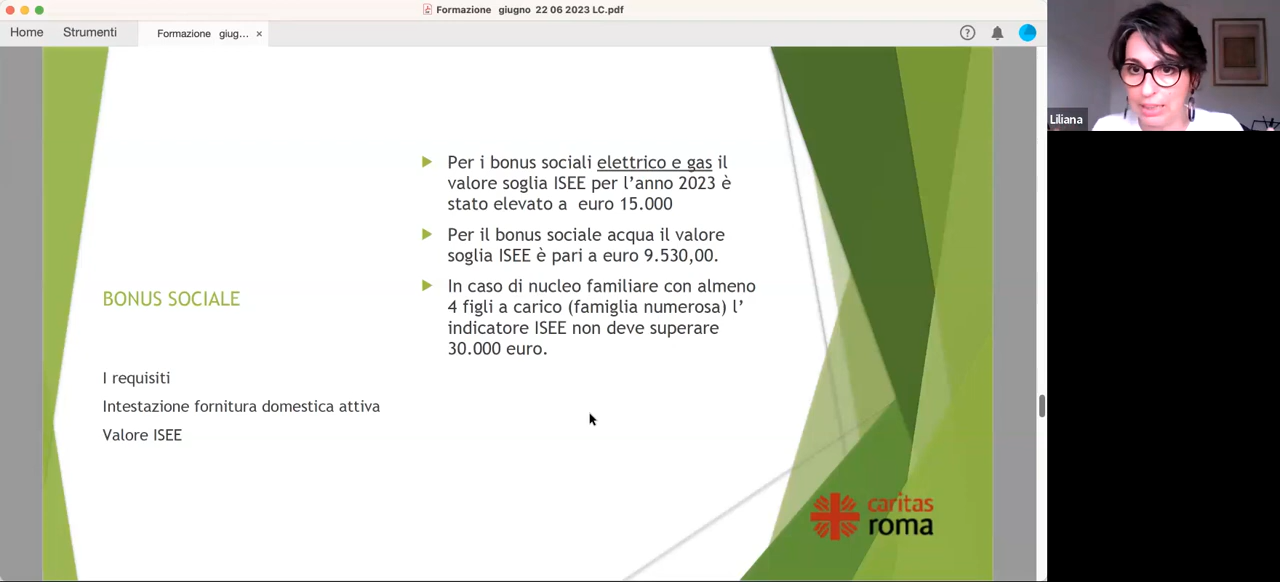 Formazione giugno 22 06 2023 LC.pdf
Home Strumenti Formazione giug... ×
Liliana
Per i bonus sociali elettrico e gas il
valore soglia ISEE per l'anno 2023 è
stato elevato a euro 15.000
Per il bonus sociale acqua il valore
soglia ISEE è pari a euro 9.530,00.
In caso di nucleo familiare con almeno
4 figli a carico (famiglia numerosa) l'
indicatore ISEE non deve superare
30.000 euro.
BONUS SOCIALE
I requisiti
Intestazione fornitura domestica attiva
Valore ISEE
caritas
roma